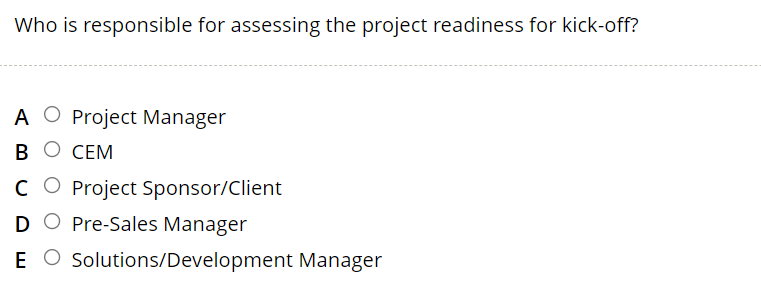 Who is responsible for assessing the project readiness for kick-off?
A Project Manager
B CEM
C Project Sponsor/Client
D Pre-Sales Manager
E Solutions/Development Manager